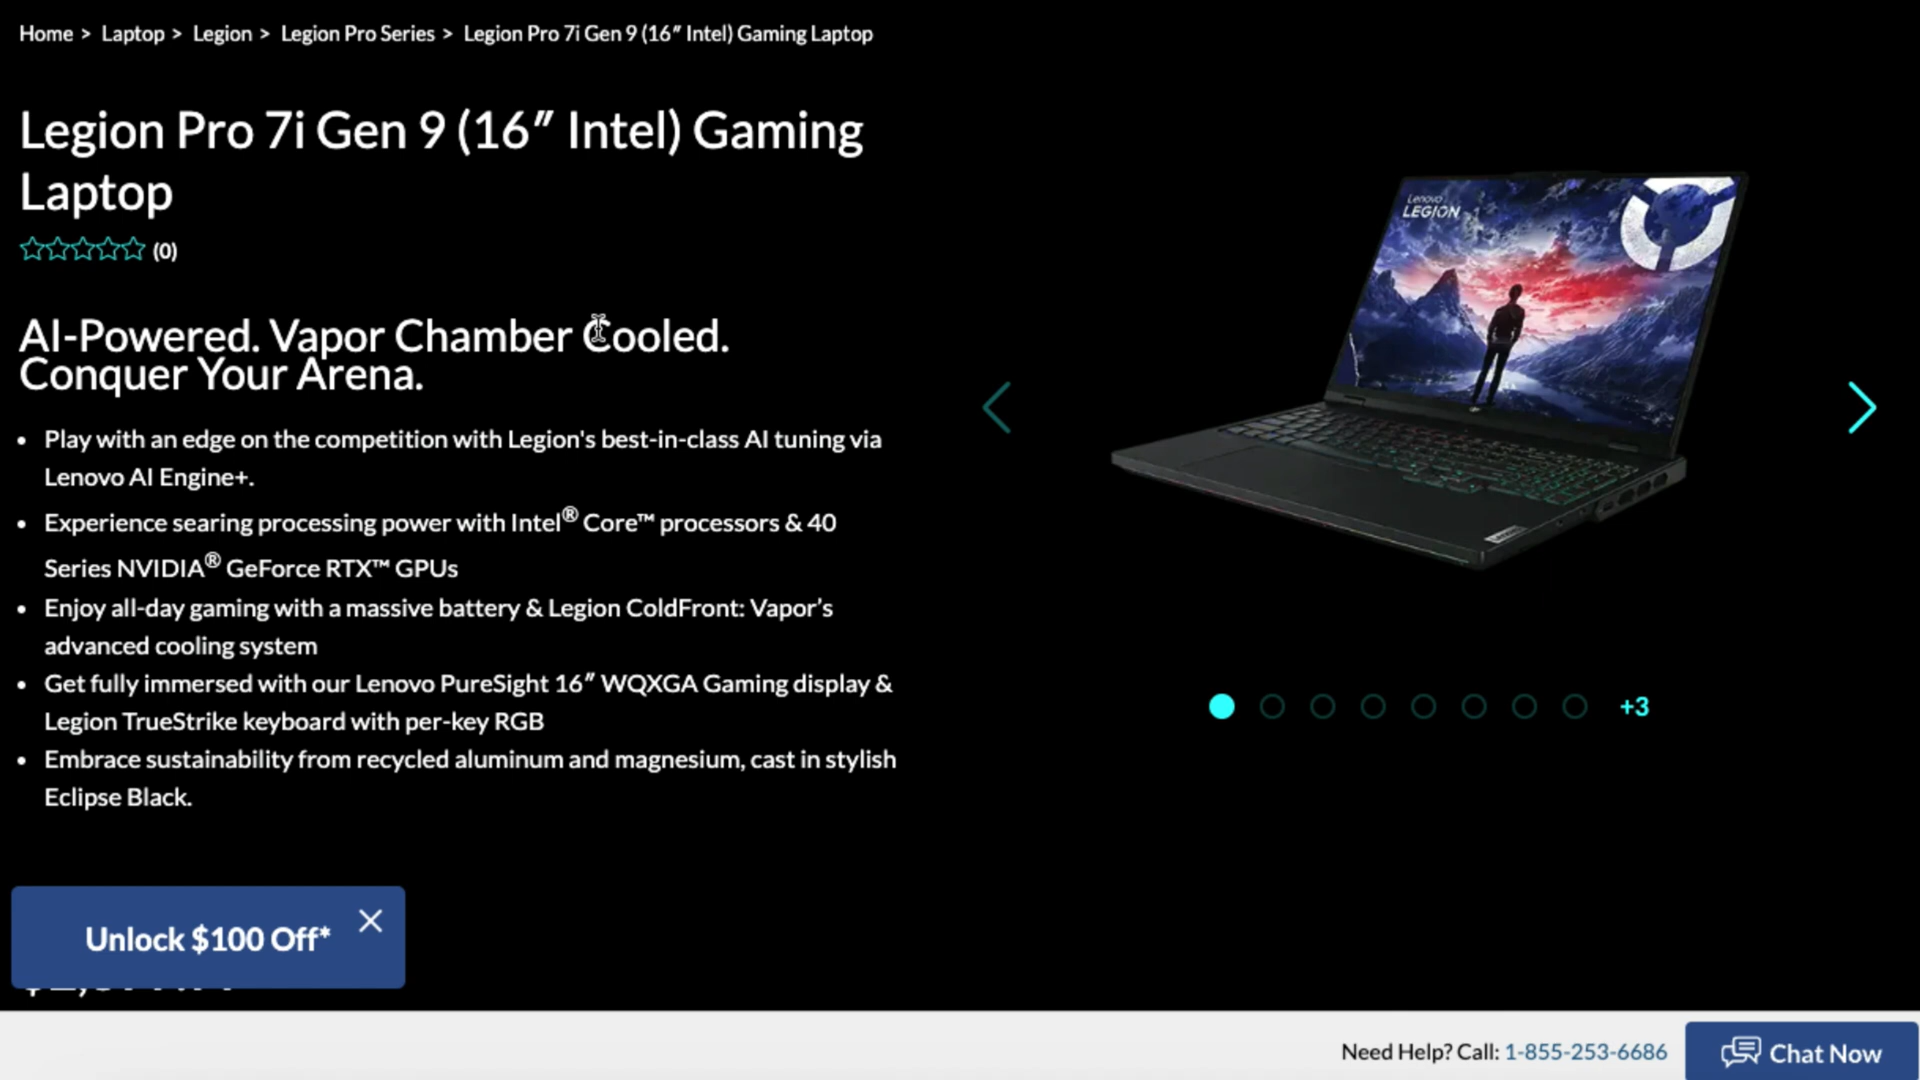 Home > Laptop > Legion > Legion Pro Series > Legion Pro 7i Gen 9 (16″ Intel) Gaming Laptop
Legion Pro 7i Gen 9 (16″ Intel) Gaming
Laptop
(0)
AI-Powered. Vapor Chamber Cooled.
Conquer Your Arena.
• Play with an edge on the competition with Legion's best-in-class AI tuning via
Lenovo AI Engine+.
• Experience searing processing power with Intel® Core™ processors & 40
Series NVIDIA® GeForce RTX™ GPUs
• Enjoy all-day gaming with a massive battery & Legion ColdFront: Vapor’s
advanced cooling system
• Get fully immersed with our Lenovo PureSight 16″ WQXGA Gaming display &
Legion TrueStrike keyboard with per-key RGB
• Embrace sustainability from recycled aluminum and magnesium, cast in stylish
Eclipse Black.
Lenovo
LEGION
+3
Unlock $100 Off*
Need Help? Call: 1-855-253-6686
Chat Now